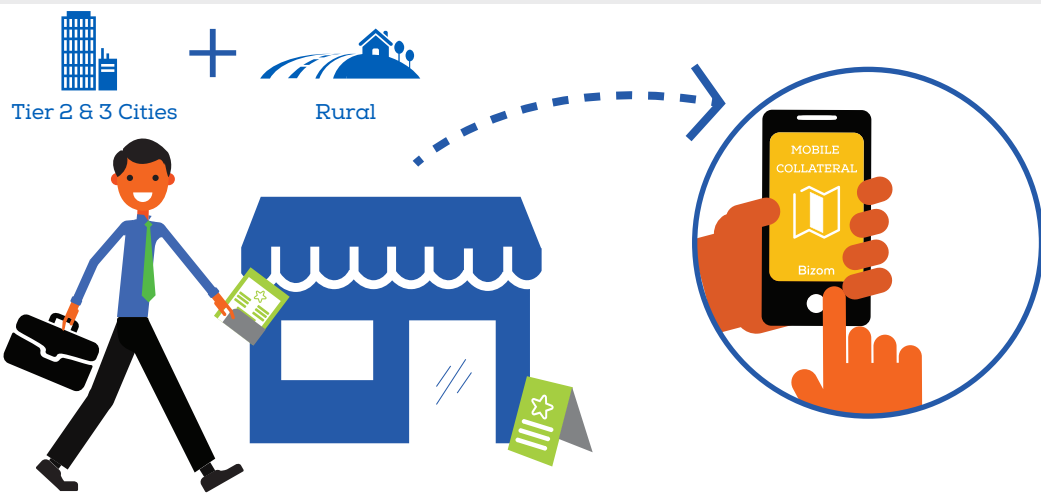 Tier 2 & 3 Cities
Rural
MOBILE
COLLATERAL
Bizom